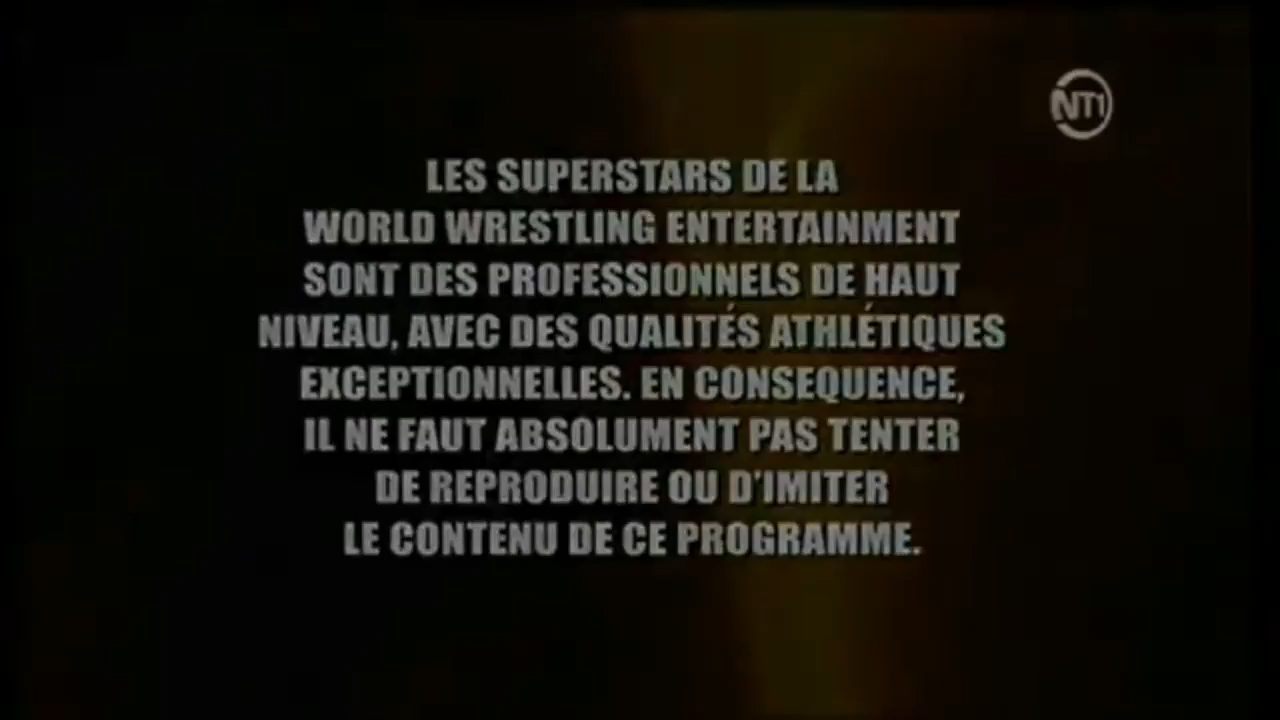 NT1
LES SUPERSTARS DE LA
WORLD WRESTLING ENTERTAINMENT
SONT DES PROFESSIONNELS DE HAUT
NIVEAU, AVEC DES QUALITÉS ATHLÉTIQUES
EXCEPTIONNELLES. EN CONSEQUENCE,
IL NE FAUT ABSOLUMENT PAS TENTER
DE REPRODUIRE OU D'IMITER
LE CONTENU DE CE PROGRAMME.